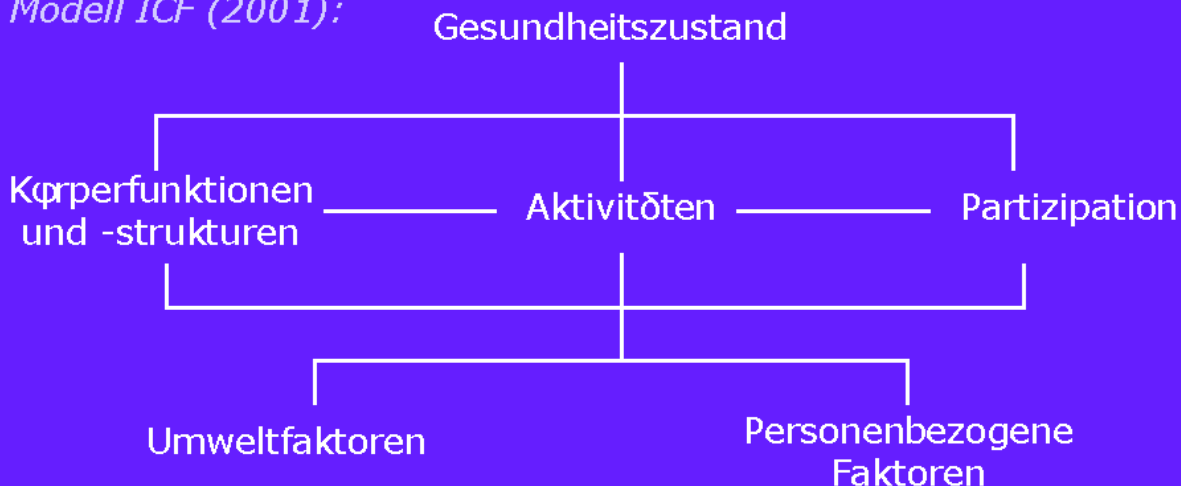 Modell ICF (2001):
Gesundheitszustand
Kφrperfunktionen
und -strukturen
Aktivitδten
Partizipation
Umweltfaktoren
Personenbezogene
Faktoren